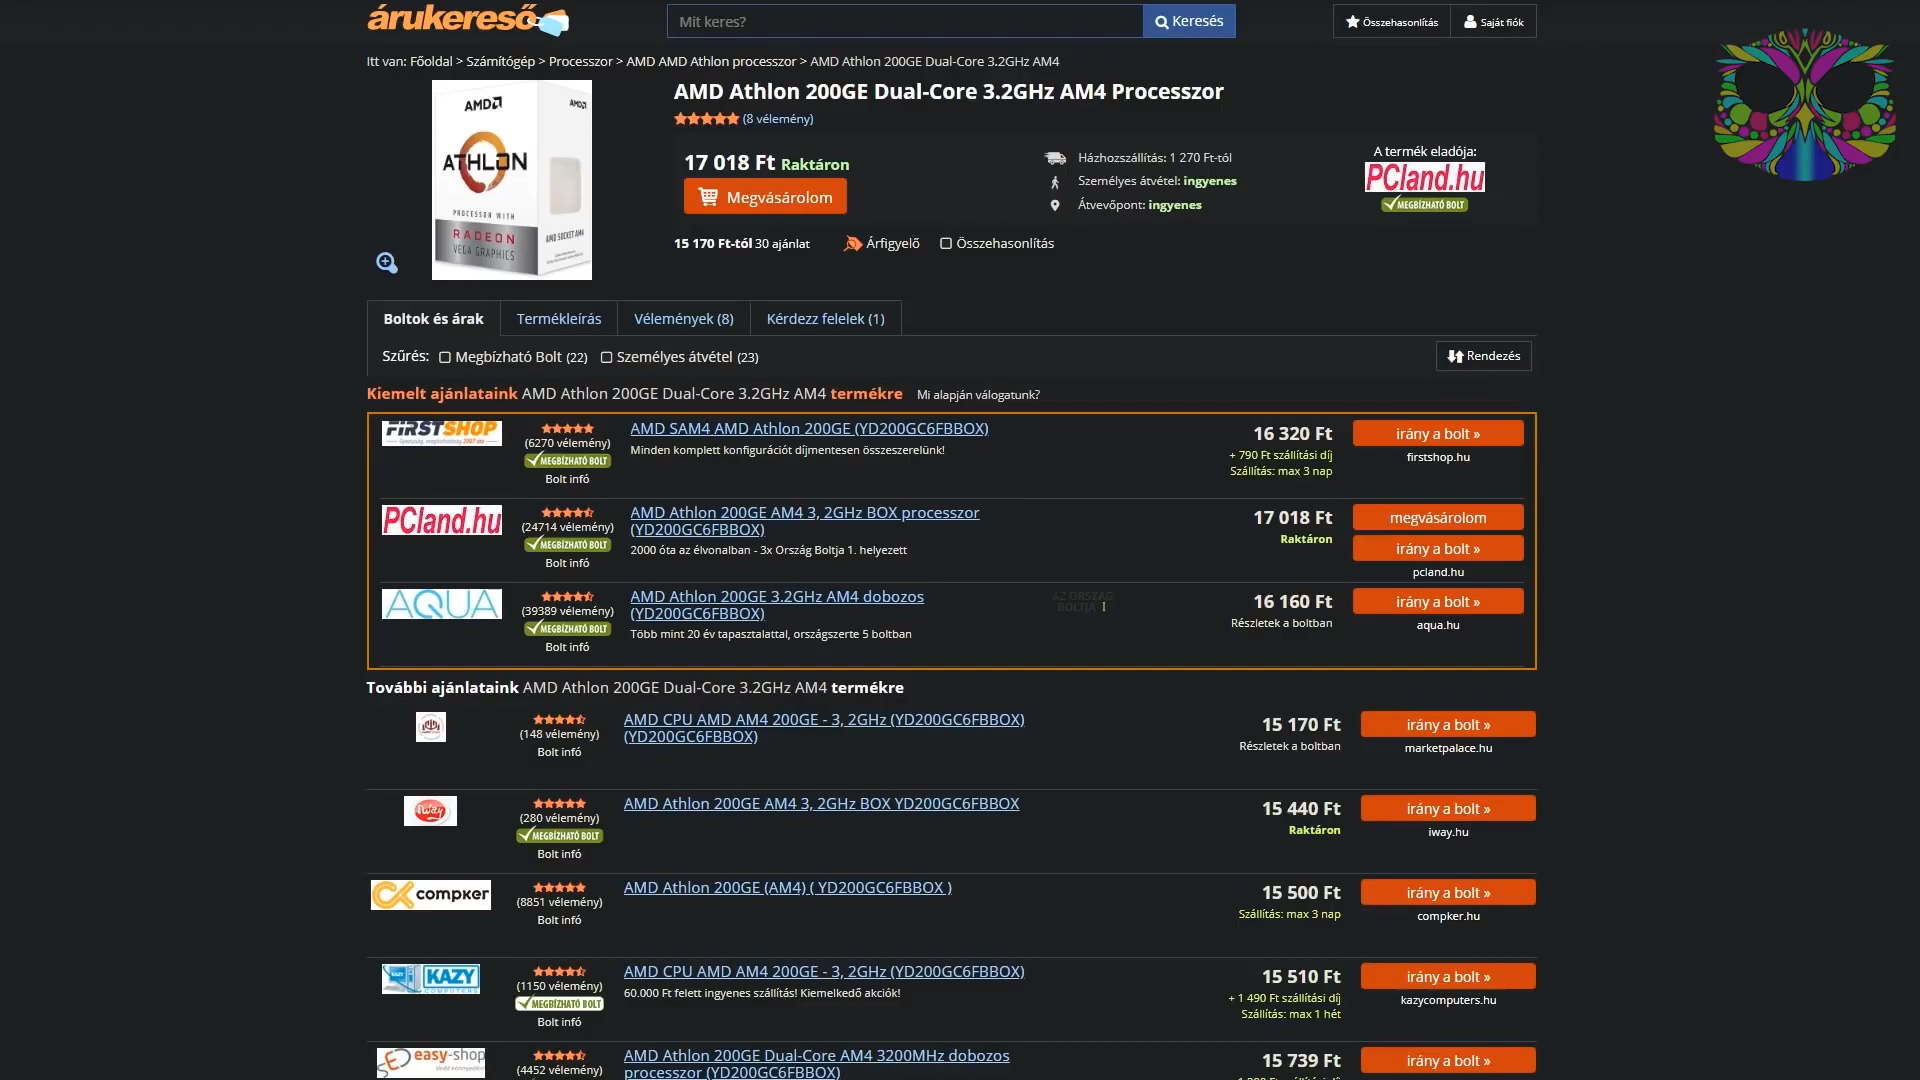 árukereső
Mit keres?
Keresés
Összehasonlítás
Saját fiók
Itt van: Főoldal > Számítógép > Processzor > AMD AMD Athlon processzor > AMD Athlon 200GE Dual-Core 3.2GHz AM4
AMD
AMD
ATHLON
PROCESSOR WITH
RADEON
VEGA GRAPHICS
AMD SOCKET AM4
AMD Athlon 200GE Dual-Core 3.2GHz AM4 Processzor
(8 vélemény)
17 018 Ft Raktáron
Megvásárolom
Házhozszállítás: 1 270 Ft-tól
Személyes átvétel: ingyenes
Átvevőpont: ingyenes
A termék eladója:
PCland.hu
MEGBÍZHATÓ BOLT
15 170 Ft-tól 30 ajánlat
Árfigyelő
Összehasonlítás
Boltok és árak
Termékleírás
Vélemények (8)
Kérdezz felelek (1)
Szűrés: Megbízható Bolt (22) Személyes átvétel (23)
Rendezés
Kiemelt ajánlataink AMD Athlon 200GE Dual-Core 3.2GHz AM4 termékre Mi alapján válogatunk?
FIRSTSHOP
(6270 vélemény)
MEGBÍZHATÓ BOLT
Bolt infó
AMD SAM4 AMD Athlon 200GE (YD200GC6FBBOX)
Minden komplett konfigurációt díjmentesen összeszerelünk!
16 320 Ft
+ 790 Ft szállítási díj
Szállítás: max 3 nap
irány a bolt »
firstshop.hu
PCland.hu
(24714 vélemény)
MEGBÍZHATÓ BOLT
Bolt infó
AMD Athlon 200GE AM4 3, 2GHz BOX processzor
(YD200GC6FBBOX)
2000 óta az élvonalban - 3x Ország Boltja 1. helyezett
17 018 Ft
Raktáron
megvásárolom
irány a bolt »
pcland.hu
AQUA
(39389 vélemény)
MEGBÍZHATÓ BOLT
Bolt infó
AMD Athlon 200GE 3.2GHz AM4 dobozos
(YD200GC6FBBOX)
Több mint 20 év tapasztalattal, országszerte 5 boltban
AZ ORSZÁG
BOLTJA
16 160 Ft
Részletek a boltban
irány a bolt »
aqua.hu
További ajánlataink AMD Athlon 200GE Dual-Core 3.2GHz AM4 termékre
(148 vélemény)
Bolt infó
AMD CPU AMD AM4 200GE - 3, 2GHz (YD200GC6FBBOX)
(YD200GC6FBBOX)
15 170 Ft
Részletek a boltban
irány a bolt »
marketpalace.hu
iway
(280 vélemény)
MEGBÍZHATÓ BOLT
Bolt infó
AMD Athlon 200GE AM4 3, 2GHz BOX YD200GC6FBBOX
15 440 Ft
Raktáron
irány a bolt »
iway.hu
compker
(8851 vélemény)
Bolt infó
AMD Athlon 200GE (AM4) ( YD200GC6FBBOX )
15 500 Ft
Szállítás: max 3 nap
irány a bolt »
compker.hu
KAZY
COMPUTERS
(1150 vélemény)
MEGBÍZHATÓ BOLT
Bolt infó
AMD CPU AMD AM4 200GE - 3, 2GHz (YD200GC6FBBOX)
60.000 Ft felett ingyenes szállítás! Kiemelkedő akciók!
15 510 Ft
+ 1 490 Ft szállítási díj
Szállítás: max 1 hét
irány a bolt »
kazycomputers.hu
easy-shop
(4452 vélemény)
AMD Athlon 200GE Dual-Core AM4 3200MHz dobozos
processzor (YD200GC6FBBOX)
15 739 Ft
irány a bolt »